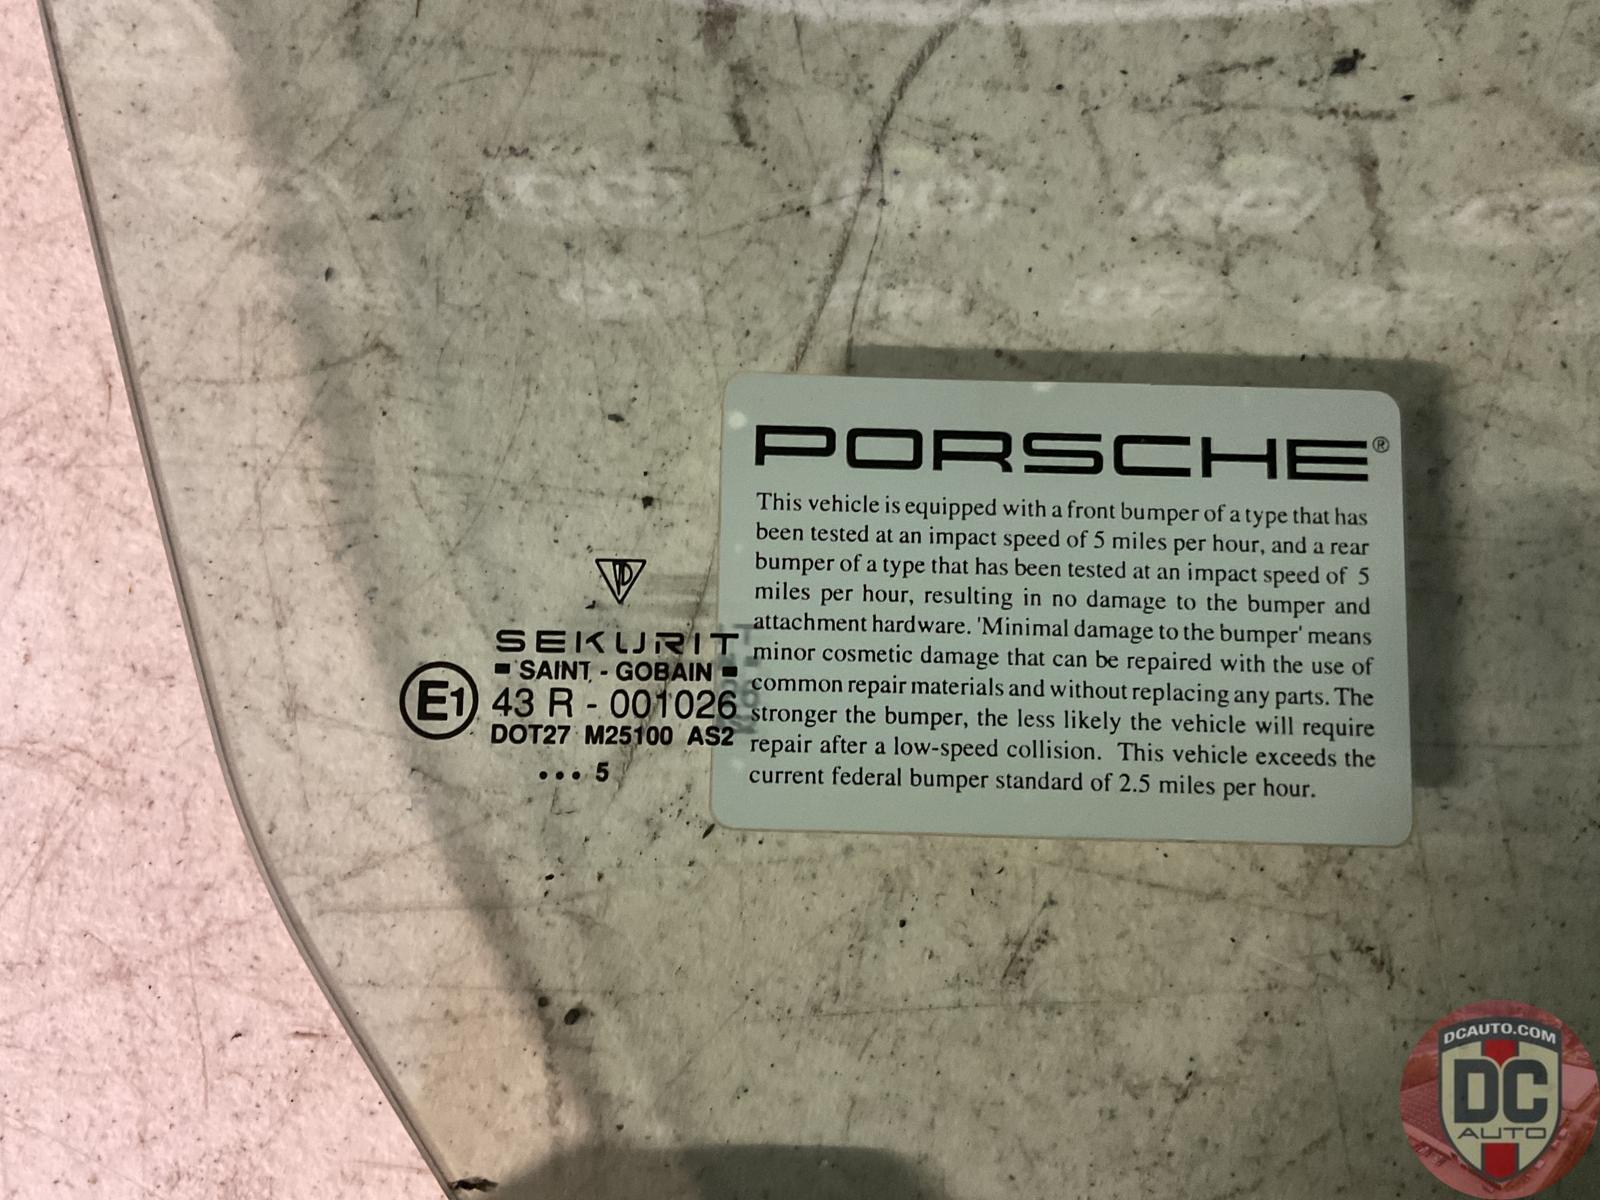 PORSCHE®
This vehicle is equipped with a front bumper of a type that has
been tested at an impact speed of 5 miles per hour, and a rear
bumper of a type that has been tested at an impact speed of 5
miles per hour, resulting in no damage to the bumper and
attachment hardware. 'Minimal damage to the bumper' means
minor cosmetic damage that can be repaired with the use of
common repair materials and without replacing any parts. The
stronger the bumper, the less likely the vehicle will require
repair after a low-speed collision. This vehicle exceeds the
current federal bumper standard of 2.5 miles per hour.
SEKURIT
SAINT - GOBAIN
E1
43 R - 001026
DOT27 M25100 AS2
... 5
DCAUTO.COM
DC
AUTO